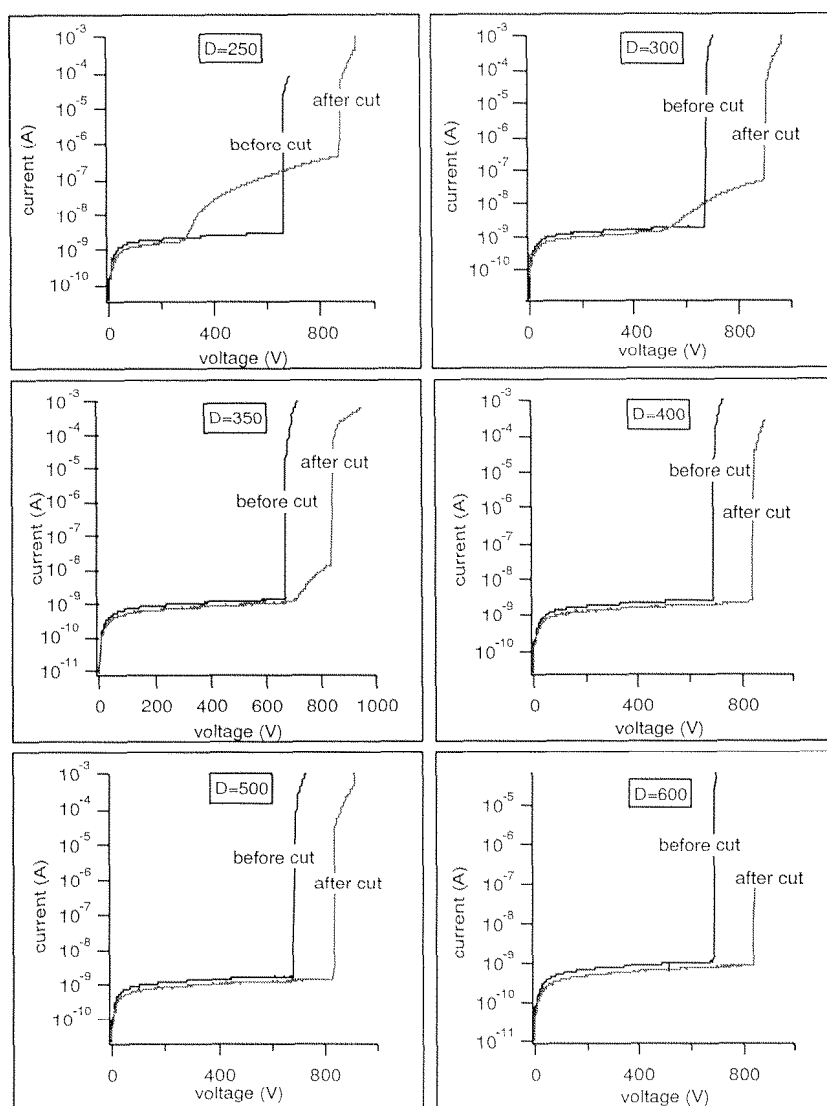 D=250
current (A)
10⁻³
10⁻⁴
10⁻⁵
10⁻⁶
10⁻⁷
10⁻⁸
10⁻⁹
10⁻¹⁰
after cut
before cut
0 400 800
voltage (V)
D=300
current (A)
10⁻³
10⁻⁴
10⁻⁵
10⁻⁶
10⁻⁷
10⁻⁸
10⁻⁹
10⁻¹⁰
before cut
after cut
0 400 800
voltage (V)
D=350
current (A)
10⁻³
10⁻⁴
10⁻⁵
10⁻⁶
10⁻⁷
10⁻⁸
10⁻⁹
10⁻¹⁰
10⁻¹¹
after cut
before cut
0 200 400 600 800 1000
voltage (V)
D=400
current (A)
10⁻³
10⁻⁴
10⁻⁵
10⁻⁶
10⁻⁷
10⁻⁸
10⁻⁹
10⁻¹⁰
before cut
after cut
0 400 800
voltage (V)
D=500
current (A)
10⁻³
10⁻⁴
10⁻⁵
10⁻⁶
10⁻⁷
10⁻⁸
10⁻⁹
10⁻¹⁰
before cut
after cut
0 400 800
voltage (V)
D=600
current (A)
10⁻⁵
10⁻⁶
10⁻⁷
10⁻⁸
10⁻⁹
10⁻¹⁰
10⁻¹¹
before cut
after cut
0 400 800
voltage (V)